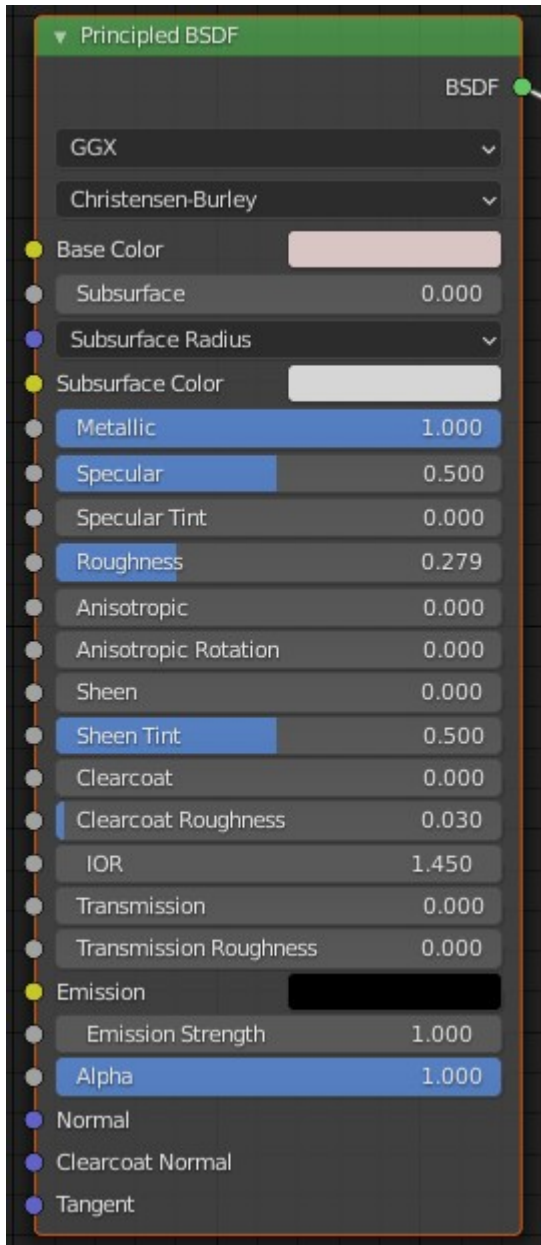 Principled BSDF
BSDF
GGX
Christensen-Burley
Base Color
Subsurface 0.000
Subsurface Radius
Subsurface Color
Metallic 1.000
Specular 0.500
Specular Tint 0.000
Roughness 0.279
Anisotropic 0.000
Anisotropic Rotation 0.000
Sheen 0.000
Sheen Tint 0.500
Clearcoat 0.000
Clearcoat Roughness 0.030
IOR 1.450
Transmission 0.000
Transmission Roughness 0.000
Emission
Emission Strength 1.000
Alpha 1.000
Normal
Clearcoat Normal
Tangent